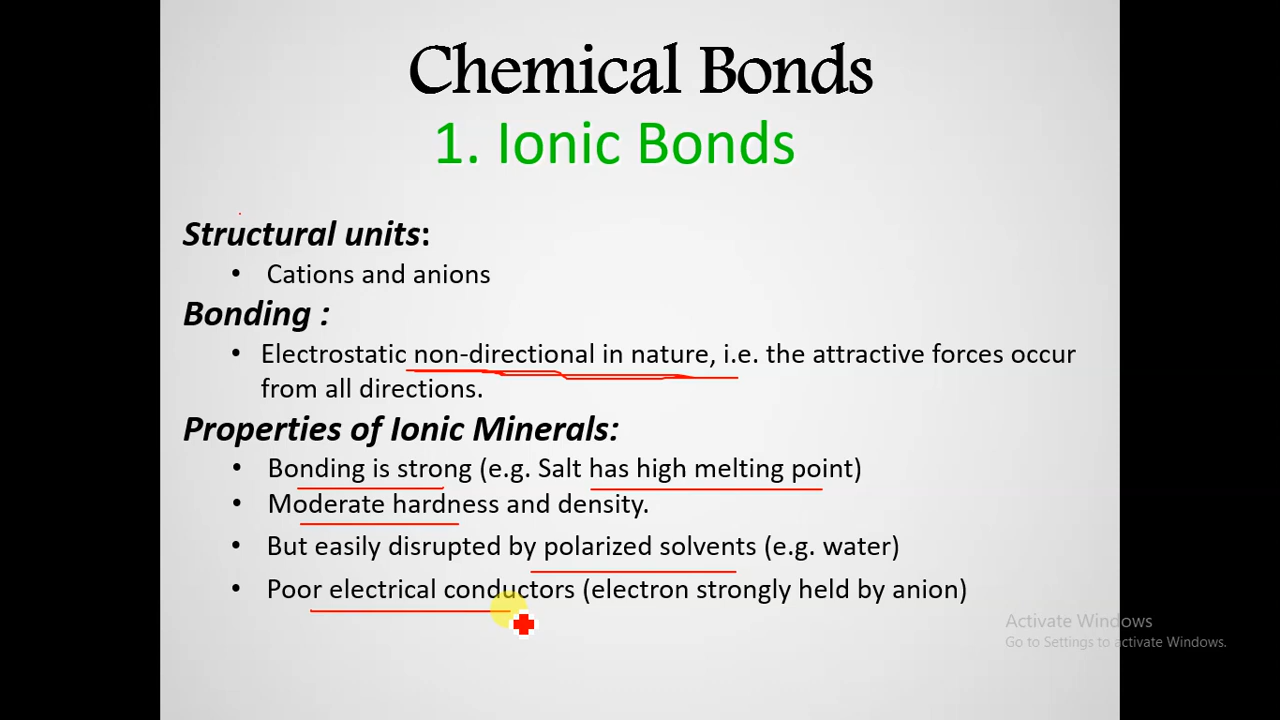 Chemical Bonds
1. Ionic Bonds
Structural units:
• Cations and anions
Bonding :
• Electrostatic non-directional in nature, i.e. the attractive forces occur
from all directions.
Properties of Ionic Minerals:
• Bonding is strong (e.g. Salt has high melting point)
• Moderate hardness and density.
• But easily disrupted by polarized solvents (e.g. water)
• Poor electrical conductors (electron strongly held by anion)
Activate Windows
Go to Settings to activate Windows.